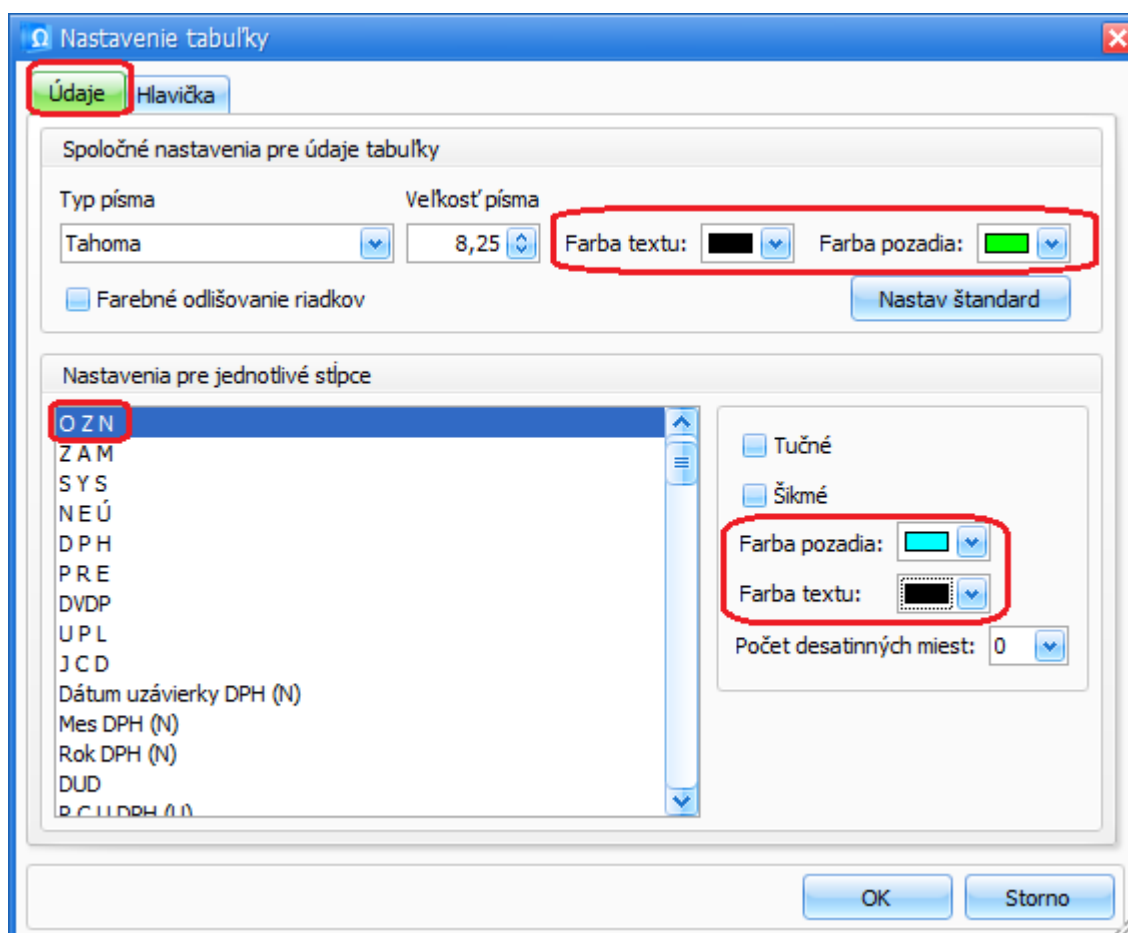 Ω Nastavenie tabuľky
Údaje Hlavička
Spoločné nastavenia pre údaje tabuľky
Typ písma Veľkosť písma
Tahoma 8,25 Farba textu: Farba pozadia:
Farebné odlišovanie riadkov Nastav štandard
Nastavenia pre jednotlivé stĺpce
O Z N
Z A M
S Y S
N E Ú
D P H
P R E
DVDP
U P L
J C D
Dátum uzávierky DPH (N)
Mes DPH (N)
Rok DPH (N)
DUD
P C U DPH (U)
Tučné
Šikmé
Farba pozadia:
Farba textu:
Počet desatinných miest: 0
OK Storno